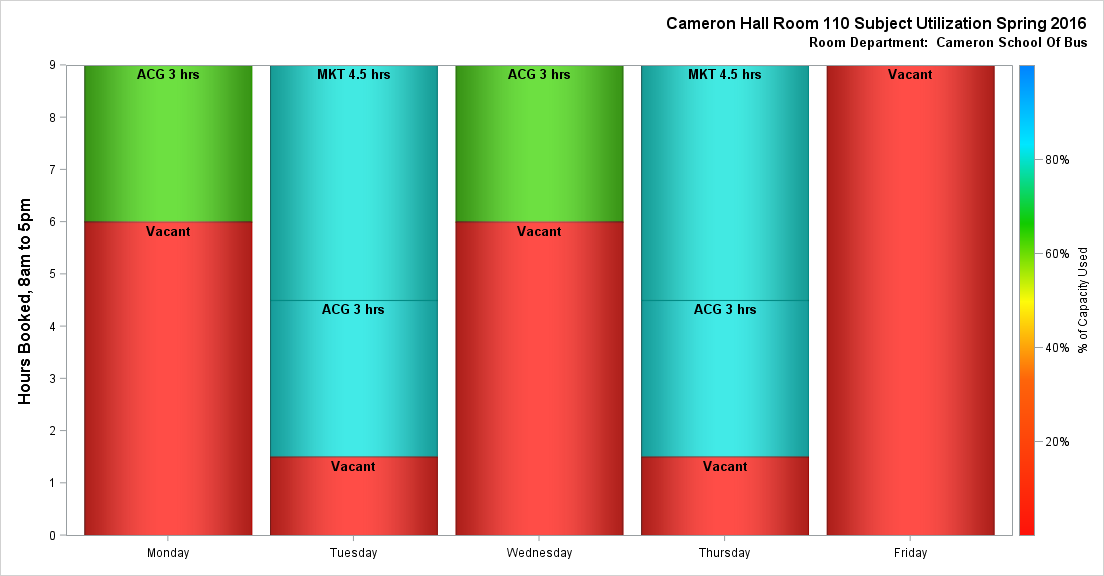 Cameron Hall Room 110 Subject Utilization Spring 2016
Room Department:  Cameron School Of Bus
Hours Booked, 8am to 5pm
9
8
7
6
5
4
3
2
1
0
ACG 3 hrs
Vacant
MKT 4.5 hrs
ACG 3 hrs
Vacant
ACG 3 hrs
Vacant
MKT 4.5 hrs
ACG 3 hrs
Vacant
Vacant
Monday
Tuesday
Wednesday
Thursday
Friday
80%
60%
40%
20%
% of Capacity Used